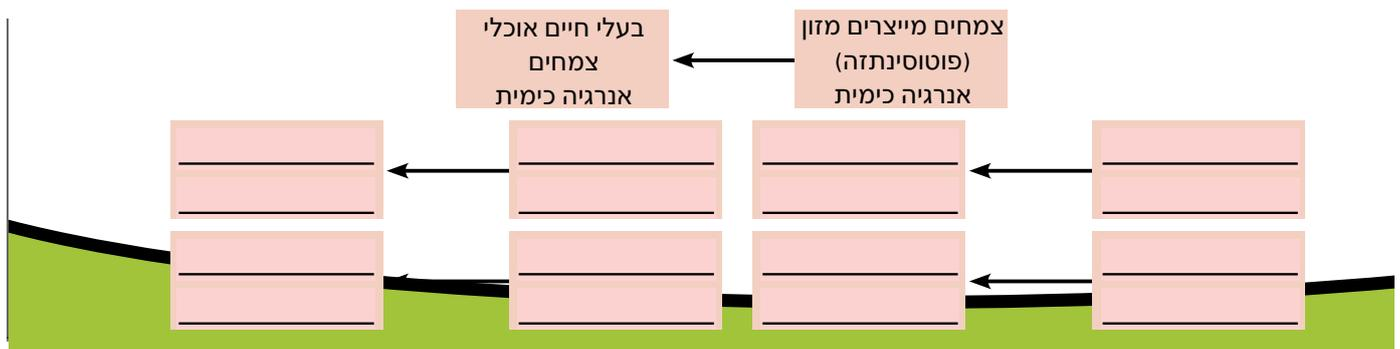 צמחים מייצרים מזון
(פוטוסינתזה)
אנרגיה כימית
בעלי חיים אוכלי
צמחים
אנרגיה כימית